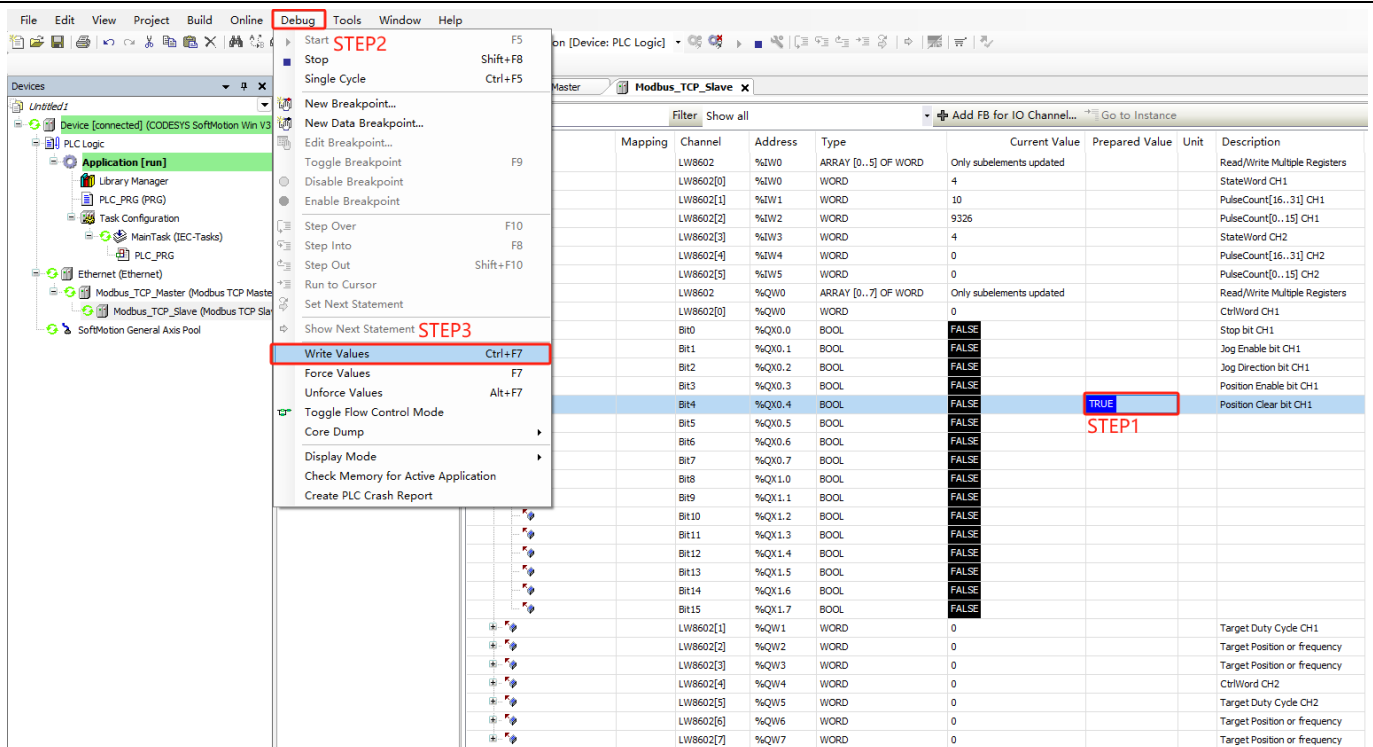 File Edit View Project Build Online Debug Tools Window Help
Start STEP2 F5
on [Device: PLC Logic]
Stop Shift+F8
Single Cycle Ctrl+F5
New Breakpoint...
New Data Breakpoint...
Edit Breakpoint...
Toggle Breakpoint F9
Disable Breakpoint
Enable Breakpoint
Step Over F10
Step Into F8
Step Out Shift+F10
Run to Cursor
Set Next Statement
Show Next Statement STEP3
Write Values Ctrl+F7
Force Values F7
Unforce Values Alt+F7
Toggle Flow Control Mode
Core Dump
Display Mode
Check Memory for Active Application
Create PLC Crash Report
Devices
Untitled1
Device [connected] (CODESYS SoftMotion Win V3
PLC Logic
Application [run]
Library Manager
PLC_PRG (PRG)
Task Configuration
MainTask (IEC-Tasks)
PLC_PRG
Ethernet (Ethernet)
Modbus_TCP_Master (Modbus TCP Maste
Modbus_TCP_Slave (Modbus TCP Sla
SoftMotion General Axis Pool
Master Modbus_TCP_Slave
Filter Show all Add FB for IO Channel... Go to Instance
Mapping Channel Address Type Current Value Prepared Value Unit Description
LW8602 %IW0 ARRAY [0..5] OF WORD Only subelements updated Read/Write Multiple Registers
LW8602[0] %IW0 WORD 4 StateWord CH1
LW8602[1] %IW1 WORD 10 PulseCount[16..31] CH1
LW8602[2] %IW2 WORD 9326 PulseCount[0..15] CH1
LW8602[3] %IW3 WORD 4 StateWord CH2
LW8602[4] %IW4 WORD 0 PulseCount[16..31] CH2
LW8602[5] %IW5 WORD 0 PulseCount[0..15] CH2
LW8602 %QW0 ARRAY [0..7] OF WORD Only subelements updated Read/Write Multiple Registers
LW8602[0] %QW0 WORD 0 CtrlWord CH1
Bit0 %QX0.0 BOOL FALSE Stop bit CH1
Bit1 %QX0.1 BOOL FALSE Jog Enable bit CH1
Bit2 %QX0.2 BOOL FALSE Jog Direction bit CH1
Bit3 %QX0.3 BOOL FALSE Position Enable bit CH1
Bit4 %QX0.4 BOOL FALSE TRUE Position Clear bit CH1
Bit5 %QX0.5 BOOL FALSE STEP1
Bit6 %QX0.6 BOOL FALSE
Bit7 %QX0.7 BOOL FALSE
Bit8 %QX1.0 BOOL FALSE
Bit9 %QX1.1 BOOL FALSE
Bit10 %QX1.2 BOOL FALSE
Bit11 %QX1.3 BOOL FALSE
Bit12 %QX1.4 BOOL FALSE
Bit13 %QX1.5 BOOL FALSE
Bit14 %QX1.6 BOOL FALSE
Bit15 %QX1.7 BOOL FALSE
LW8602[1] %QW1 WORD 0 Target Duty Cycle CH1
LW8602[2] %QW2 WORD 0 Target Position or frequency
LW8602[3] %QW3 WORD 0 Target Position or frequency
LW8602[4] %QW4 WORD 0 CtrlWord CH2
LW8602[5] %QW5 WORD 0 Target Duty Cycle CH2
LW8602[6] %QW6 WORD 0 Target Position or frequency
LW8602[7] %QW7 WORD 0 Target Position or frequency